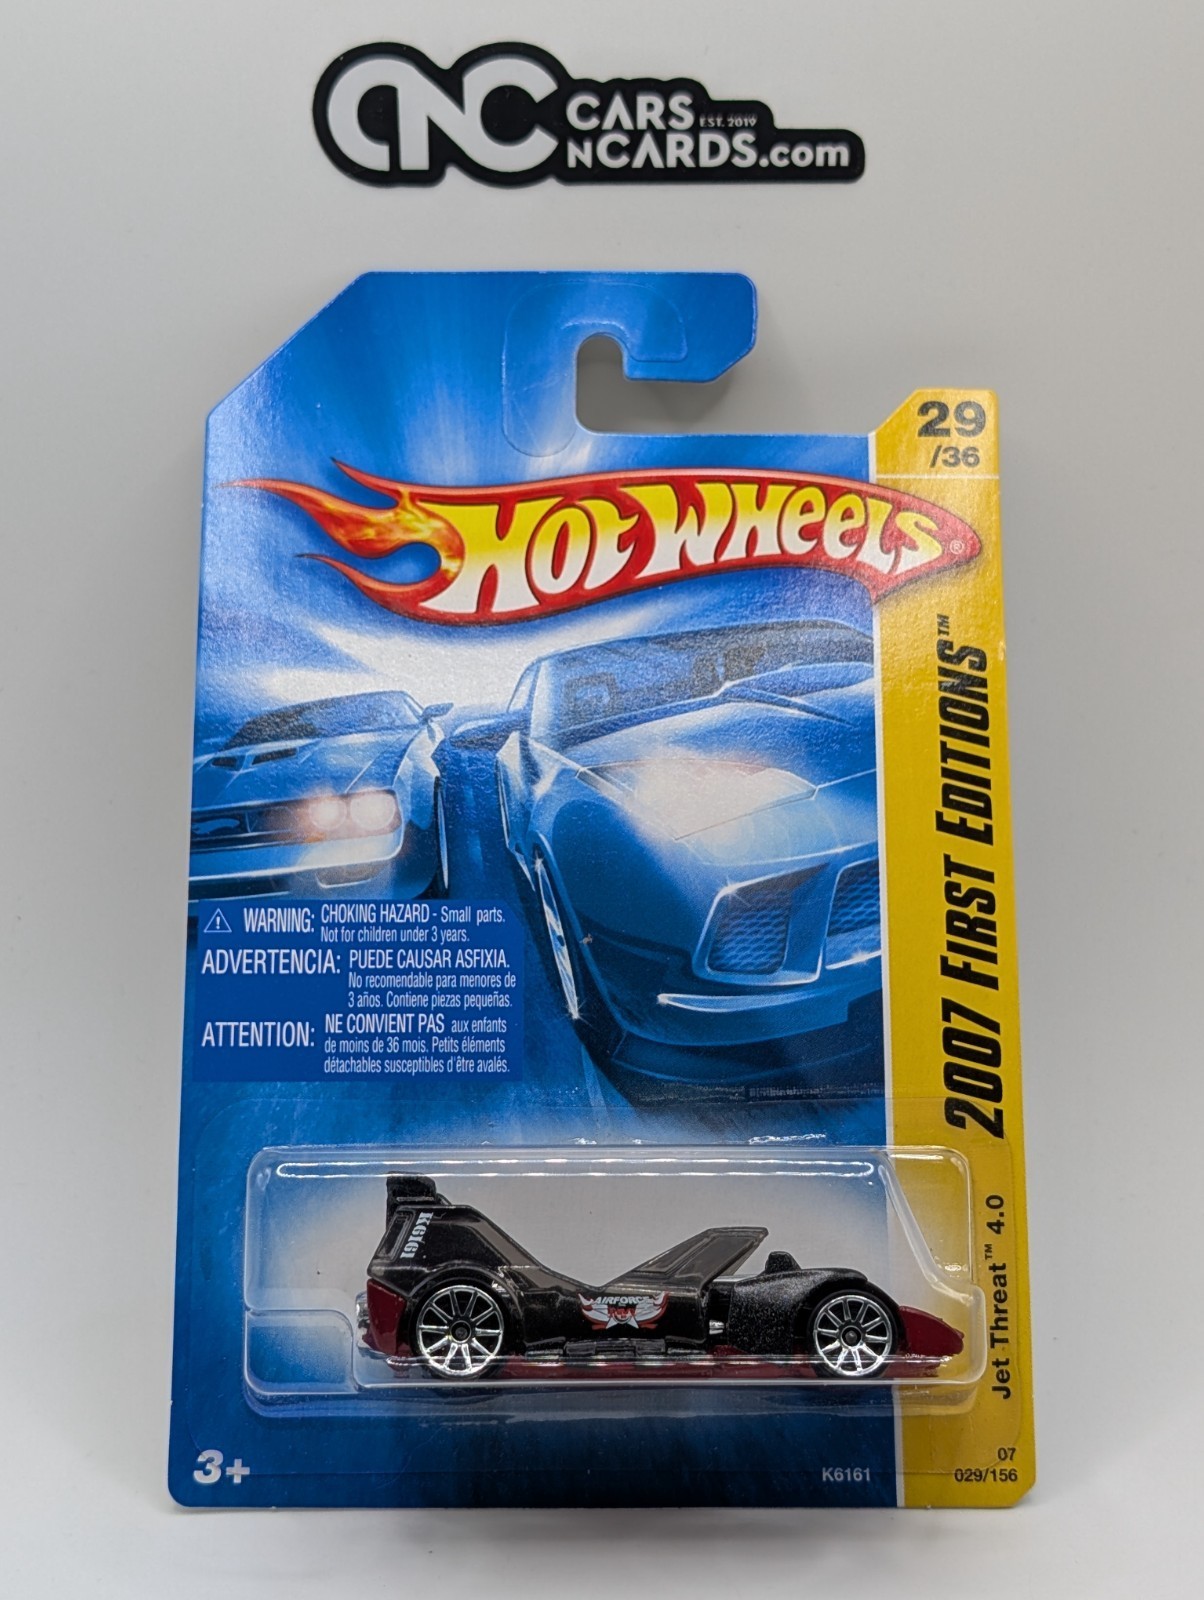 CNC CARS
EST. 2019
NCARDS.com
29
/36
HOT WHEELS®
2007 FIRST EDITIONS™
⚠ WARNING: CHOKING HAZARD - Small parts.
Not for children under 3 years.
ADVERTENCIA: PUEDE CAUSAR ASFIXIA.
No recomendable para menores de
3 años. Contiene piezas pequeñas.
ATTENTION: NE CONVIENT PAS aux enfants
de moins de 36 mois. Petits éléments
détachables susceptibles d'être avalés.
Jet Threat™ 4.0
K6161
AIRFORCE
3+
K6161
07
029/156